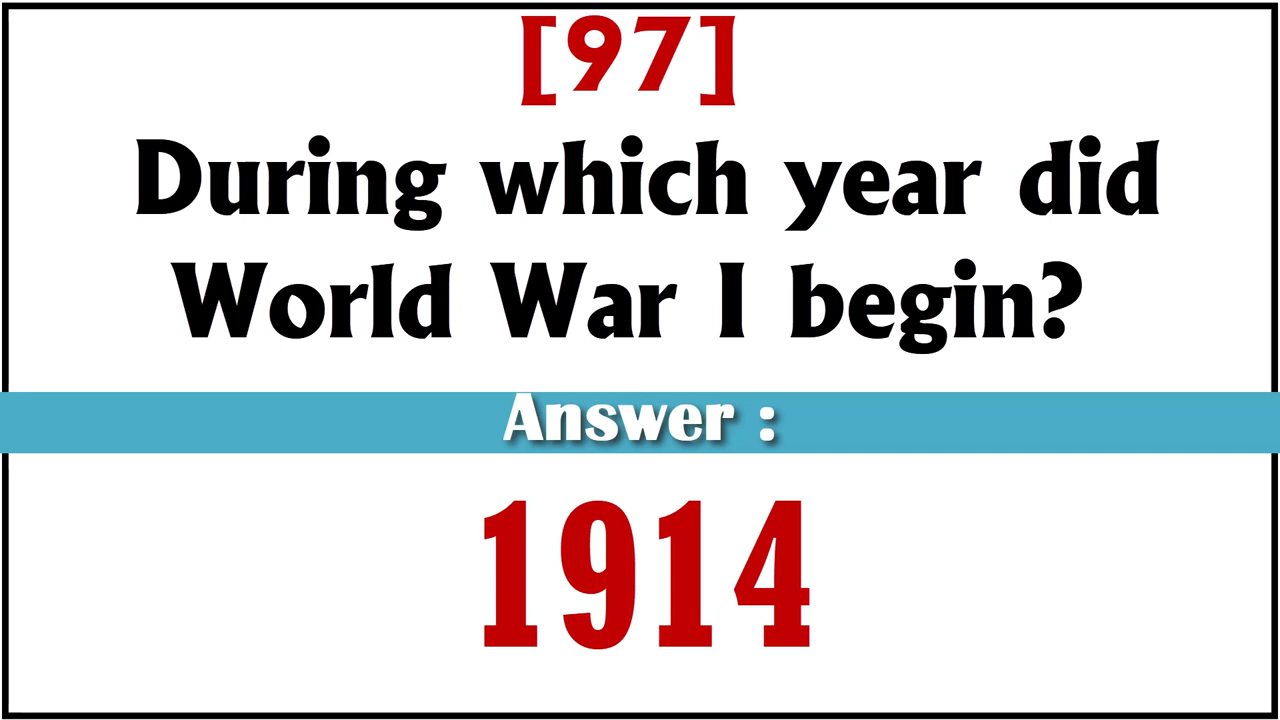 [97]
During which year did
World War I begin?
Answer :
1914